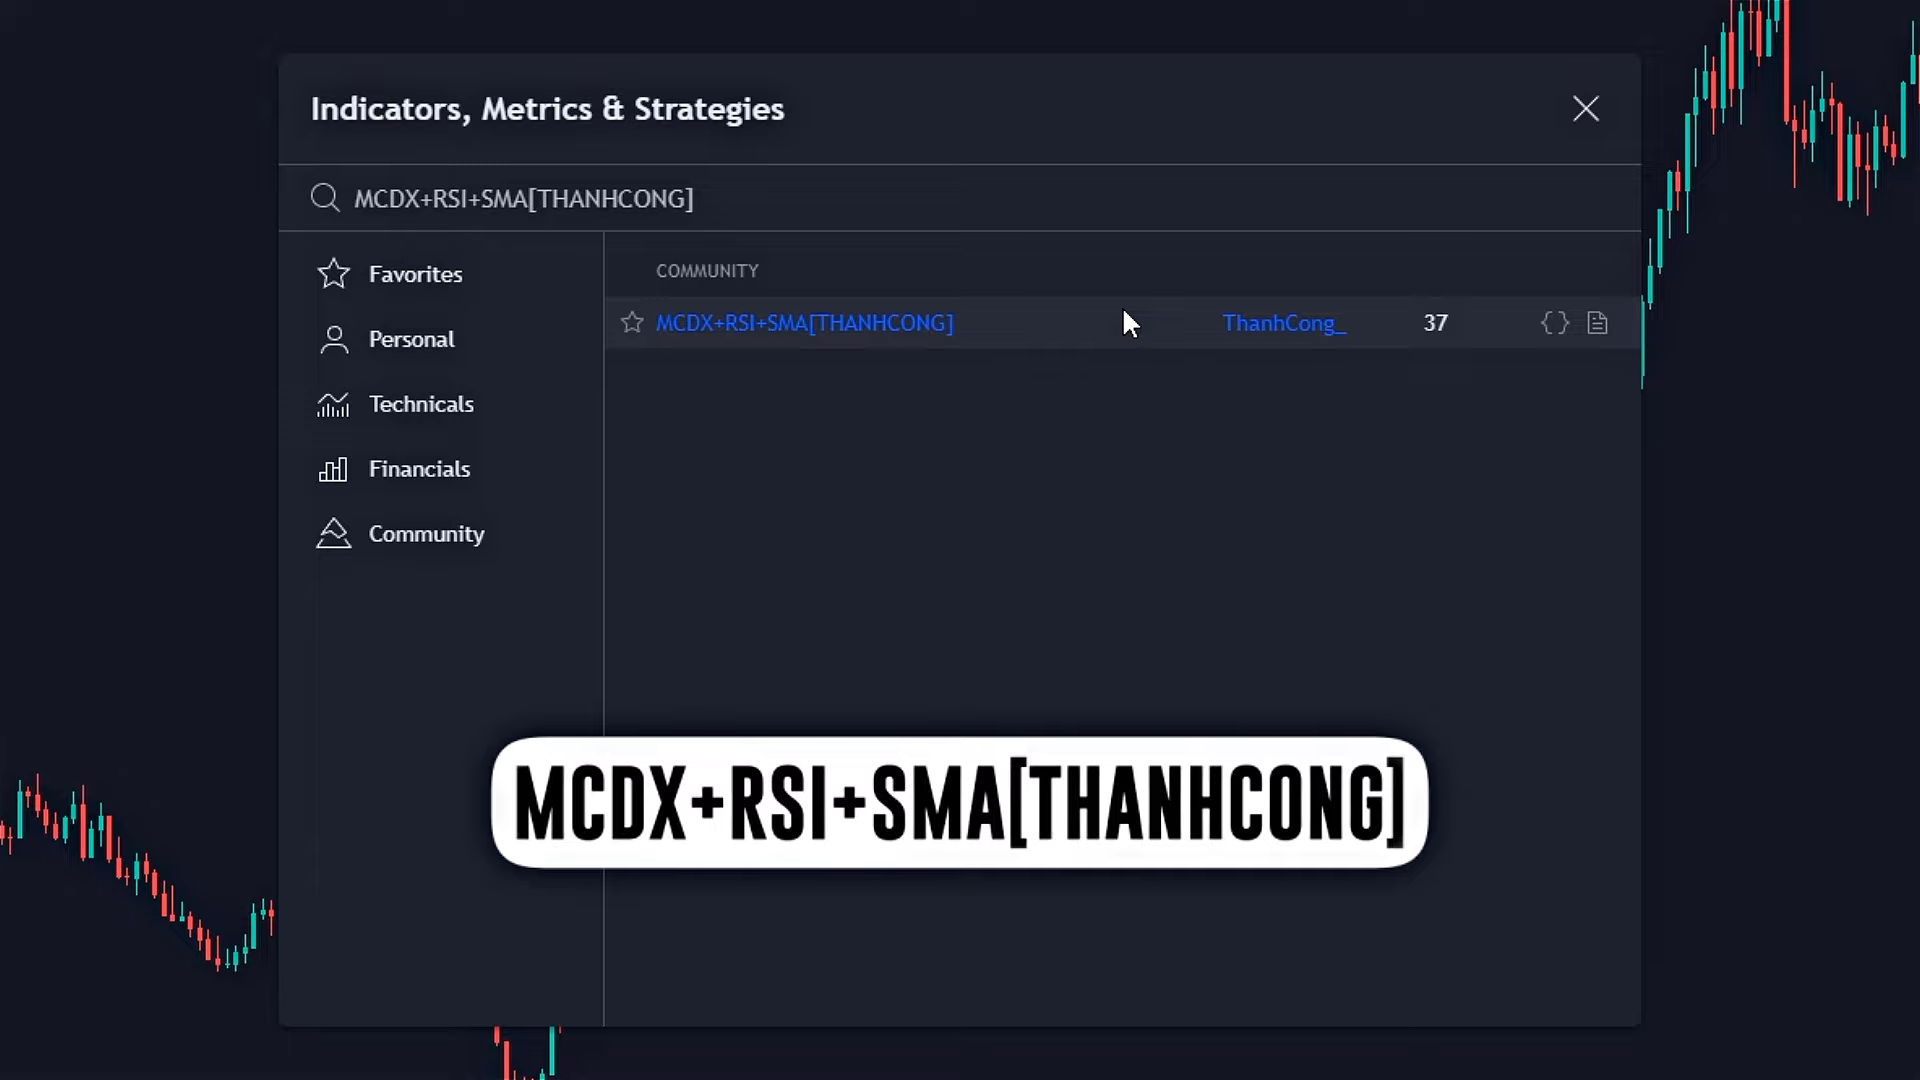 Indicators, Metrics & Strategies
MCDX+RSI+SMA[THANHCONG]
Favorites
Personal
Technicals
Financials
Community
COMMUNITY
MCDX+RSI+SMA[THANHCONG] ThanhCong_ 37
MCDX+RSI+SMA[THANHCONG]